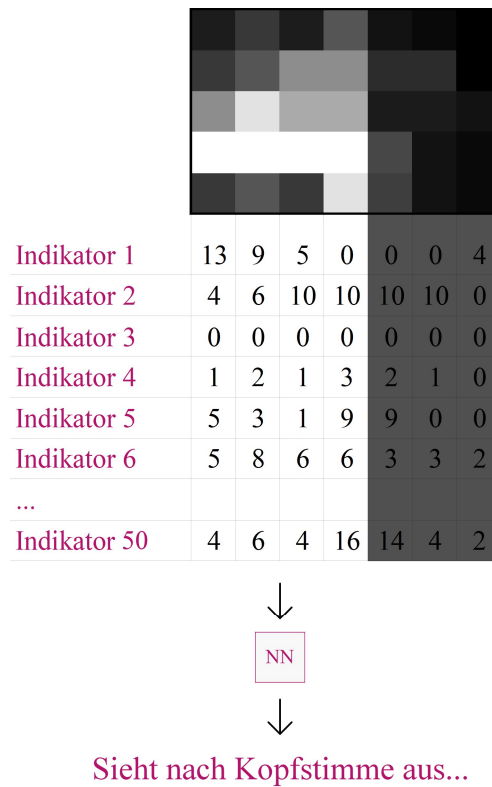 Indikator 1 13 9 5 0 0 0 4
Indikator 2 4 6 10 10 10 10 0
Indikator 3 0 0 0 0 0 0 0
Indikator 4 1 2 1 3 2 1 0
Indikator 5 5 3 1 9 9 0 0
Indikator 6 5 8 6 6 3 3 2
...
Indikator 50 4 6 4 16 14 4 2
NN
Sieht nach Kopfstimme aus...